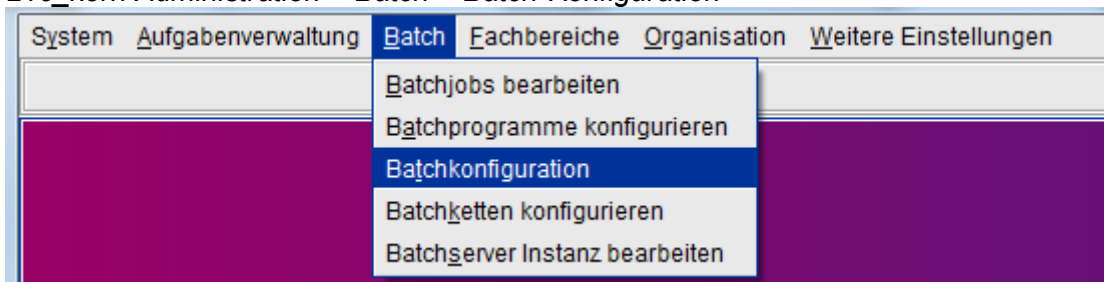 System Aufgabenverwaltung Batch Fachbereiche Organisation Weitere Einstellungen
Batchjobs bearbeiten
Batchprogramme konfigurieren
Batchkonfiguration
Batchketten konfigurieren
Batchserver Instanz bearbeiten